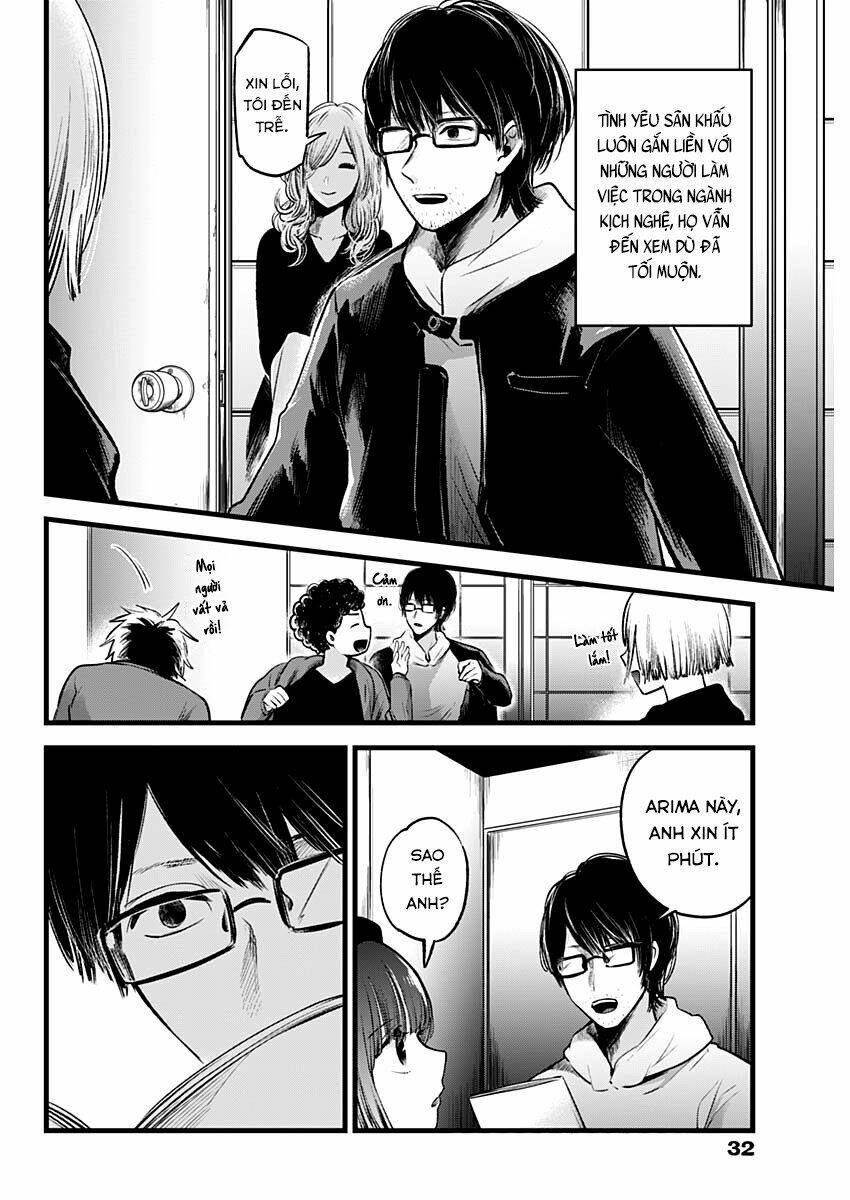 TÌNH YÊU SÂN KHẤU
LUÔN GẮN LIỀN VỚI
NHỮNG NGƯỜI LÀM
VIỆC TRONG NGÀNH
KỊCH NGHỆ, HỌ VẪN
ĐẾN XEM DÙ ĐÃ
TỐI MUỘN.
XIN LỖI,
TÔI ĐẾN
TRỄ.
Làm tốt
lắm!
Cảm
ơn.
Mọi
người
vất vả
rồi!
ARIMA NÀY,
ANH XIN ÍT
PHÚT.
SAO
THẾ
ANH?
32